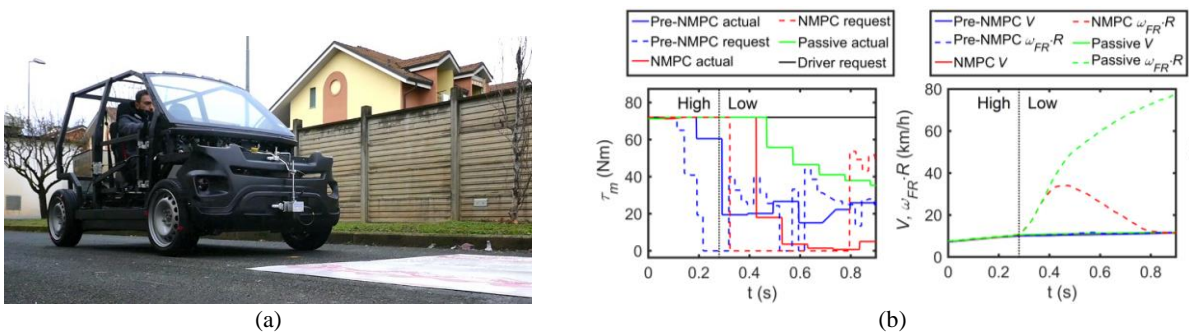 Pre-NMPC actual
NMPC request
Pre-NMPC request
Passive actual
NMPC actual
Driver request
Pre-NMPC V
NMPC ω_FR·R
Pre-NMPC ω_FR·R
Passive V
NMPC V
Passive ω_FR·R
80
60
40
20
0
τ_m (Nm)
High
Low
0
0.2
0.4
0.6
0.8
t (s)
80
60
40
20
0
V, ω_FR·R (km/h)
High
Low
0
0.2
0.4
0.6
0.8
t (s)
(a)
(b)